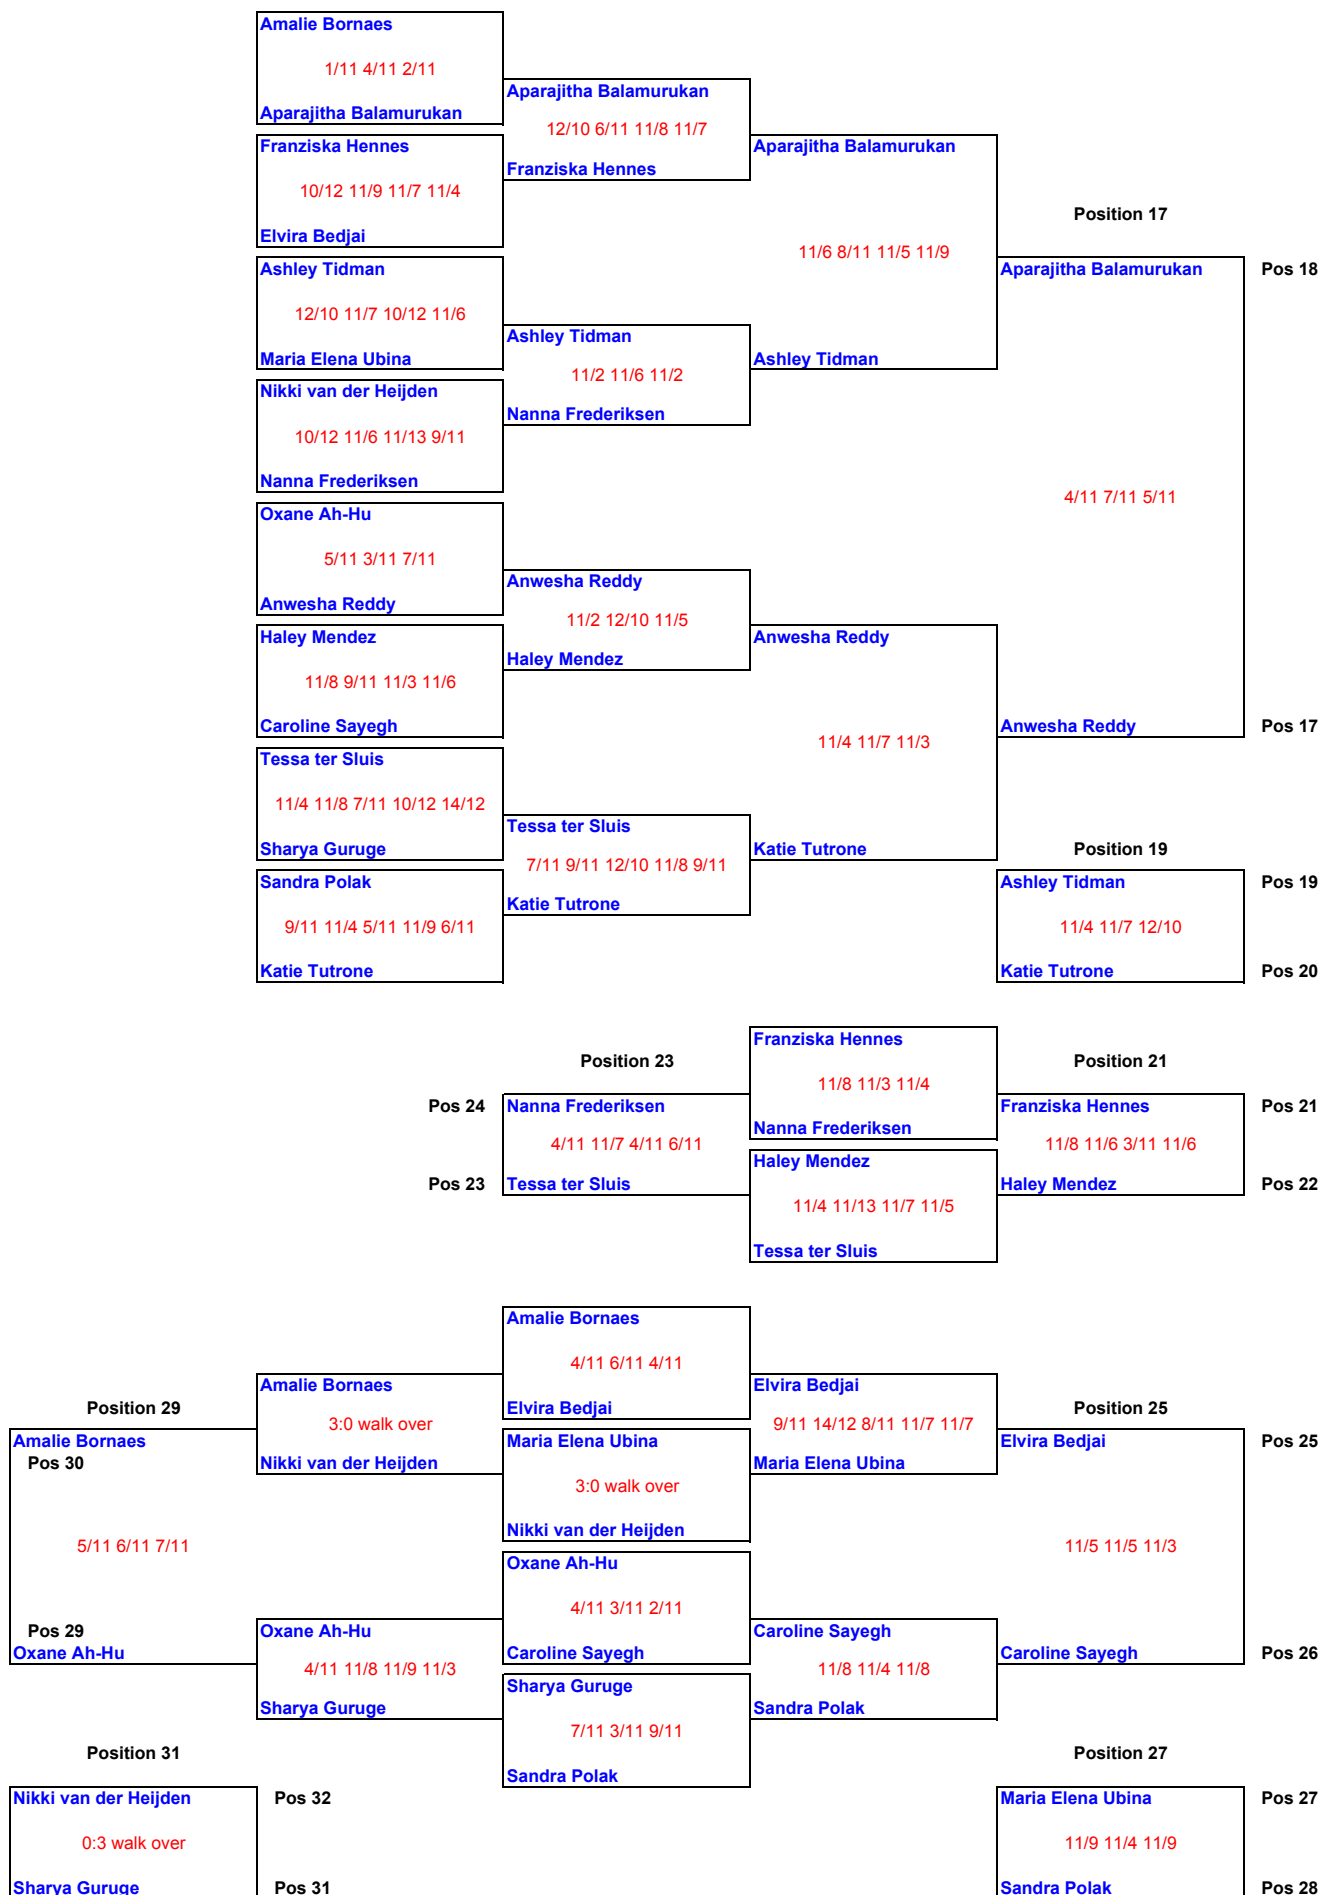 Amalie Bornaes
1/11 4/11 2/11
Aparajitha Balamurukan
Aparajitha Balamurukan
12/10 6/11 11/8 11/7
Franziska Hennes
Aparajitha Balamurukan
Franziska Hennes
10/12 11/9 11/7 11/4
Position 17
Elvira Bedjai
11/6 8/11 11/5 11/9
Ashley Tidman
Aparajitha Balamurukan
Pos 18
12/10 11/7 10/12 11/6
Ashley Tidman
Maria Elena Ubina
Ashley Tidman
11/2 11/6 11/2
Nikki van der Heijden
Nanna Frederiksen
10/12 11/6 11/13 9/11
Nanna Frederiksen
4/11 7/11 5/11
Oxane Ah-Hu
5/11 3/11 7/11
Anwesha Reddy
Anwesha Reddy
11/2 12/10 11/5
Haley Mendez
Anwesha Reddy
Haley Mendez
11/8 9/11 11/3 11/6
Caroline Sayegh
Anwesha Reddy
Pos 17
11/4 11/7 11/3
Tessa ter Sluis
11/4 11/8 7/11 10/12 14/12
Tessa ter Sluis
Sharya Guruge
Katie Tutrone
Position 19
7/11 9/11 12/10 11/8 9/11
Sandra Polak
Ashley Tidman
Pos 19
Katie Tutrone
9/11 11/4 5/11 11/9 6/11
11/4 11/7 12/10
Katie Tutrone
Katie Tutrone
Pos 20
Franziska Hennes
Position 23
Position 21
11/8 11/3 11/4
Pos 24
Nanna Frederiksen
Franziska Hennes
Pos 21
Nanna Frederiksen
4/11 11/7 4/11 6/11
11/8 11/6 3/11 11/6
Haley Mendez
Pos 23
Tessa ter Sluis
Haley Mendez
Pos 22
11/4 11/13 11/7 11/5
Tessa ter Sluis
Amalie Bornaes
4/11 6/11 4/11
Amalie Bornaes
Elvira Bedjai
Position 29
Elvira Bedjai
Position 25
3:0 walk over
9/11 14/12 8/11 11/7 11/7
Amalie Bornaes
Maria Elena Ubina
Elvira Bedjai
Pos 25
Pos 30
Nikki van der Heijden
Maria Elena Ubina
3:0 walk over
Nikki van der Heijden
5/11 6/11 7/11
11/5 11/5 11/3
Oxane Ah-Hu
4/11 3/11 2/11
Pos 29
Oxane Ah-Hu
Caroline Sayegh
Oxane Ah-Hu
Caroline Sayegh
Caroline Sayegh
Pos 26
4/11 11/8 11/9 11/3
11/8 11/4 11/8
Sharya Guruge
Sharya Guruge
Sandra Polak
7/11 3/11 9/11
Position 31
Position 27
Sandra Polak
Nikki van der Heijden
Pos 32
Maria Elena Ubina
Pos 27
0:3 walk over
11/9 11/4 11/9
Sharya Guruge
Pos 31
Sandra Polak
Pos 28